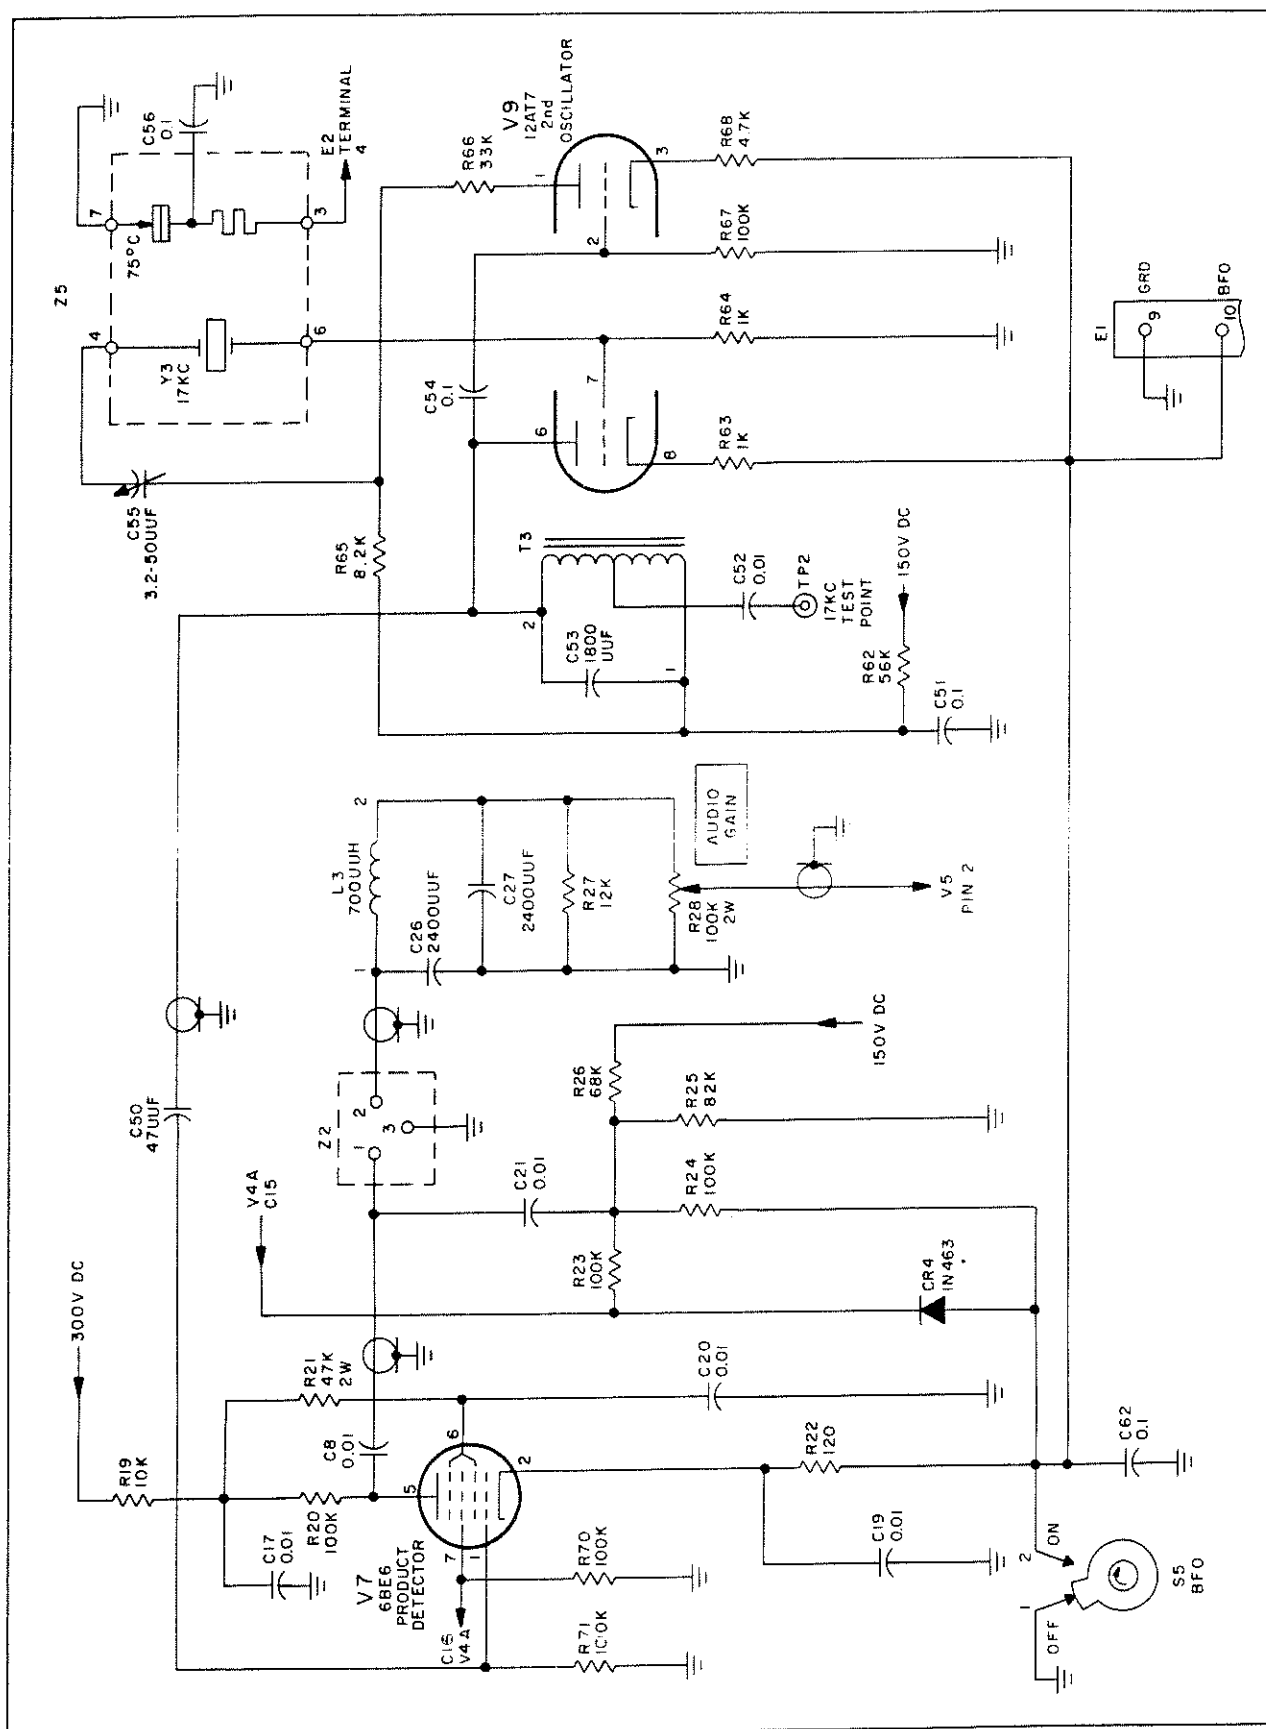 Z5
7
75°C
C56
0.1
3
E2
TERMINAL
4
4
Y3
17KC
6
C55
3.2-50UUF
R66
33K
V9
12AT7
2nd
OSCILLATOR
1
2
3
R68
4.7K
R67
100K
R64
1K
C54
0.1
6
7
8
R63
1K
E1
9
GRD
10
BFO
R65
8.2K
T3
2
C53
1800
UUF
1
C52
0.01
TP2
17KC
TEST
POINT
150V DC
R62
56K
C51
0.1
L3
700UUH
2
1
C26
2400UUF
C27
2400UUF
R27
12K
R28
100K
2W
AUDIO
GAIN
V5
PIN 2
C50
47UUF
Z2
1
2
3
R26
68K
150V DC
R25
82K
R24
100K
C21
0.01
R23
100K
V4A
C15
CR4
IN463
300V DC
R19
10K
C17
0.01
R20
100K
R21
47K
2W
C8
0.01
V7
6BE6
PRODUCT
DETECTOR
5
6
7
1
2
C16
V4A
R70
100K
R71
100K
C20
0.01
R22
120
C19
0.01
C62
0.1
1
OFF
2
ON
S5
BFO